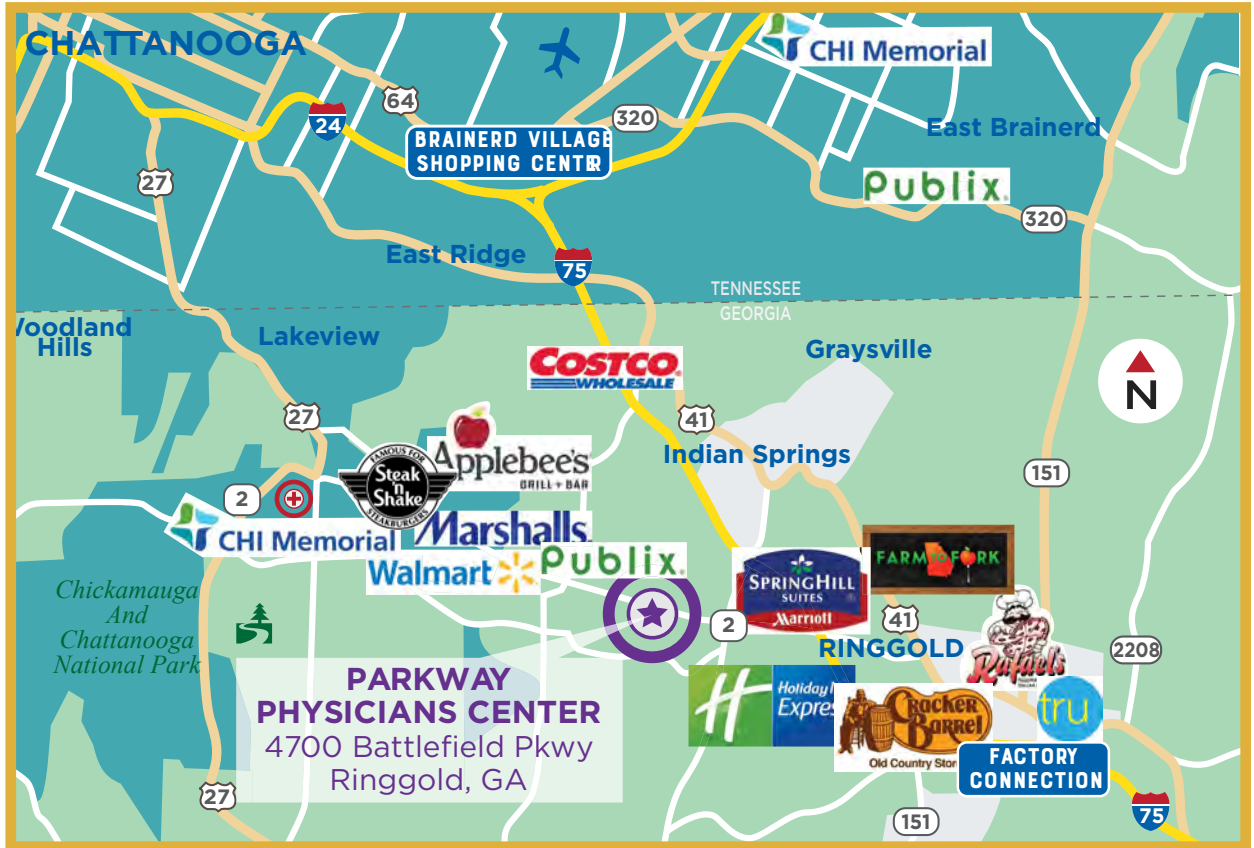 CHATTANOOGA
CHI Memorial
64
24
320
BRAINERD VILLAGE
SHOPPING CENTR
East Brainerd
27
Publix
320
East Ridge
75
TENNESSEE
GEORGIA
Woodland
Hills
Lakeview
Graysville
COSTCO
WHOLESALE
N
27
41
Indian Springs
Applebee's
GRILL + BAR
FAMOUS FOR
Steak
'n
Shake
STEAKBURGERS
151
2
CHI Memorial
Marshalls
Walmart
Publix
FARM TO FORK
SPRINGHILL
SUITES
Marriott
Chickamauga
And
Chattanooga
National Park
2
41
RINGGOLD
Rafael's
2208
PARKWAY
PHYSICIANS CENTER
4700 Battlefield Pkwy
Ringgold, GA
H
Holiday I
Expre
Cracker
Barrel
Old Country Stor
tru
FACTORY
CONNECTION
27
151
75